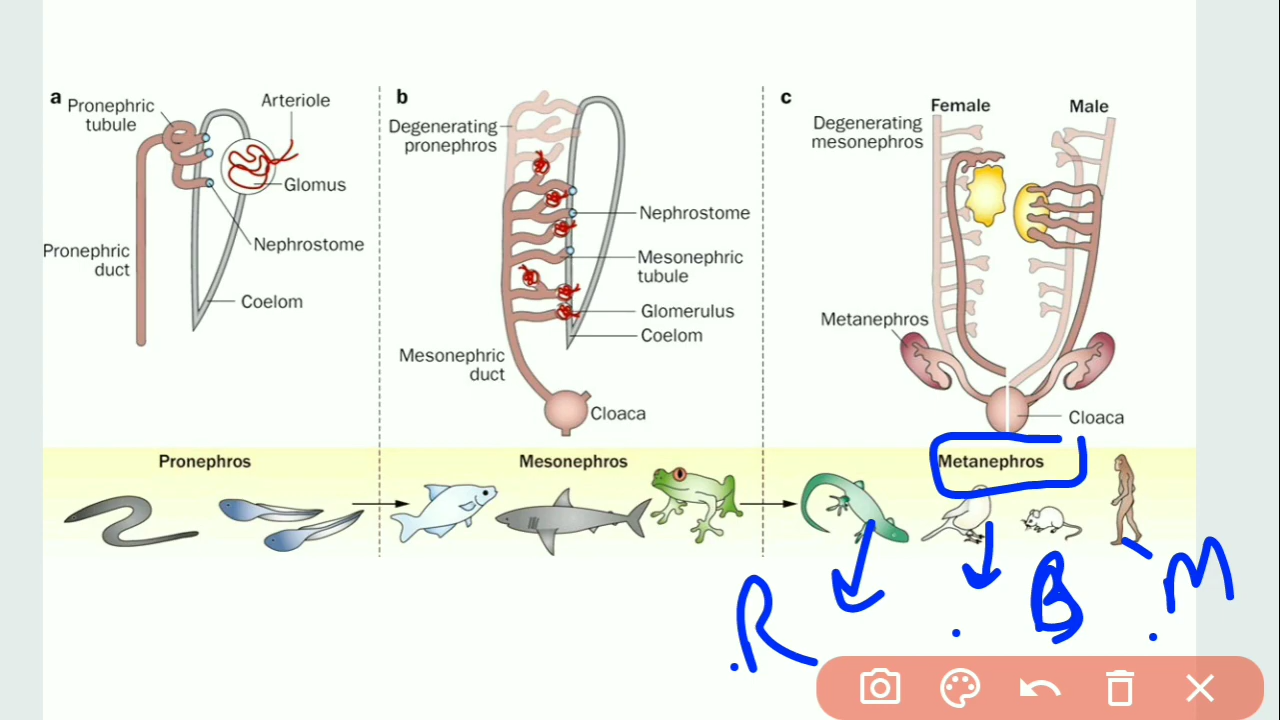 a
Pronephric
tubule
Arteriole
Glomus
Nephrostome
Pronephric
duct
Coelom
b
Degenerating
pronephros
Nephrostome
Mesonephric
tubule
Glomerulus
Coelom
Mesonephric
duct
Cloaca
c
Female
Male
Degenerating
mesonephros
Metanephros
Cloaca
Pronephros
Mesonephros
Metanephros
.R
. B
. M